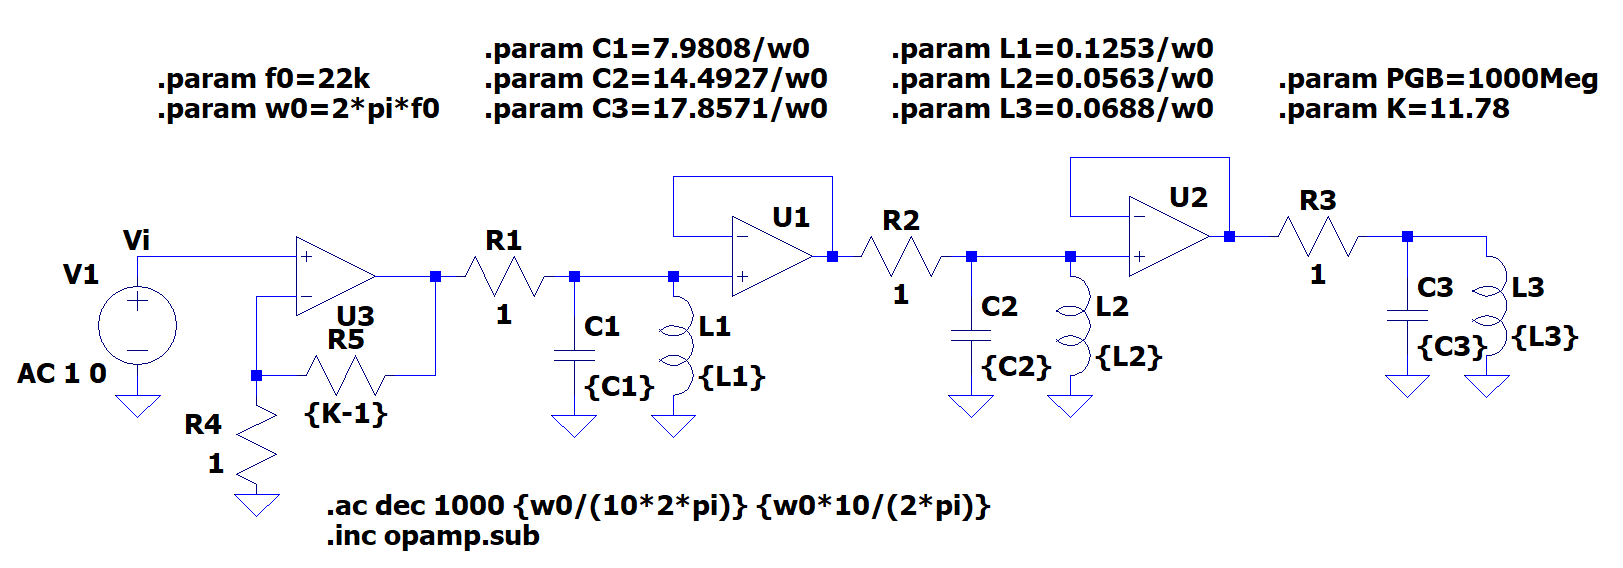 .param f0=22k
.param w0=2*pi*f0
.param C1=7.9808/w0
.param C2=14.4927/w0
.param C3=17.8571/w0
.param L1=0.1253/w0
.param L2=0.0563/w0
.param L3=0.0688/w0
.param PGB=1000Meg
.param K=11.78
Vi
V1
AC 1 0
U3
R5
{K-1}
R4
1
R1
1
C1
{C1}
L1
{L1}
U1
R2
1
C2
{C2}
L2
{L2}
U2
R3
1
C3
{C3}
L3
{L3}
.ac dec 1000 {w0/(10*2*pi)} {w0*10/(2*pi)}
.inc opamp.sub